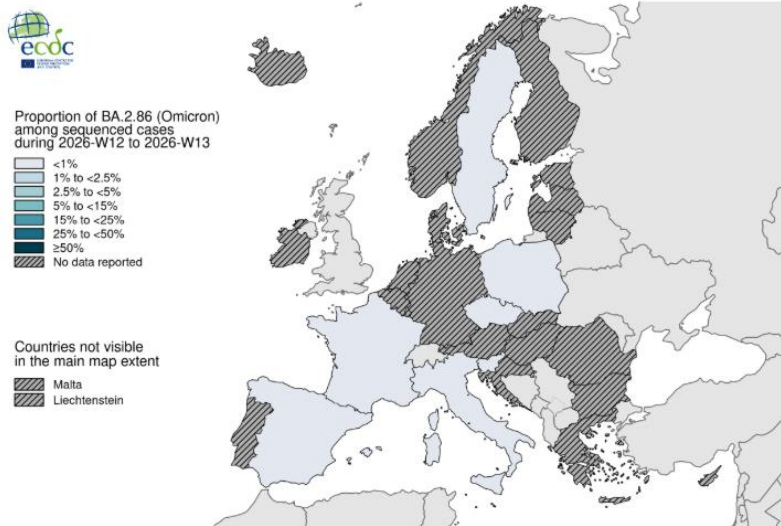 ecdc
Proportion of BA.2.86 (Omicron)
among sequenced cases
during 2026-W12 to 2026-W13
<1%
1% to <2.5%
2.5% to <5%
5% to <15%
15% to <25%
25% to <50%
≥50%
No data reported
Countries not visible
in the main map extent
Malta
Liechtenstein